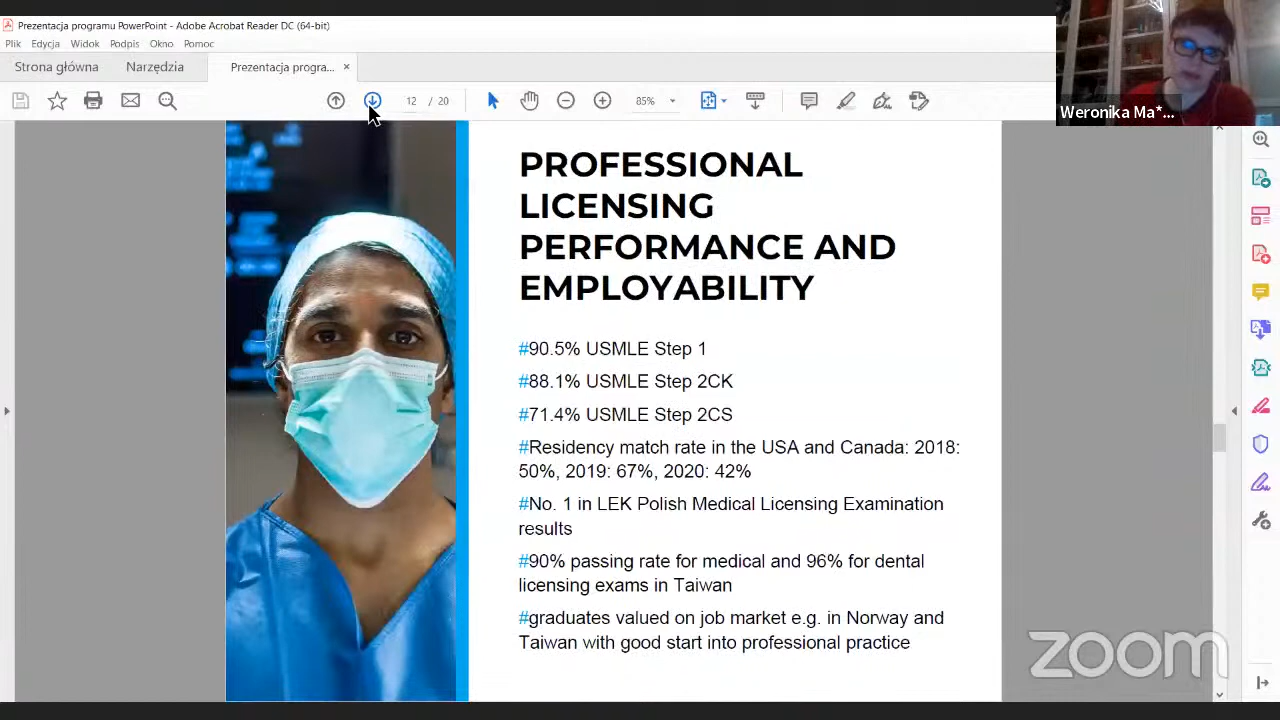 Prezentacja programu PowerPoint - Adobe Acrobat Reader DC (64-bit)
Plik Edycja Widok Podpis Okno Pomoc
Strona główna Narzędzia Prezentacja progra... ×
12 / 20 85%
Weronika Ma*...
PROFESSIONAL
LICENSING
PERFORMANCE AND
EMPLOYABILITY
#90.5% USMLE Step 1
#88.1% USMLE Step 2CK
#71.4% USMLE Step 2CS
#Residency match rate in the USA and Canada: 2018:
50%, 2019: 67%, 2020: 42%
#No. 1 in LEK Polish Medical Licensing Examination
results
#90% passing rate for medical and 96% for dental
licensing exams in Taiwan
#graduates valued on job market e.g. in Norway and
Taiwan with good start into professional practice
zoom